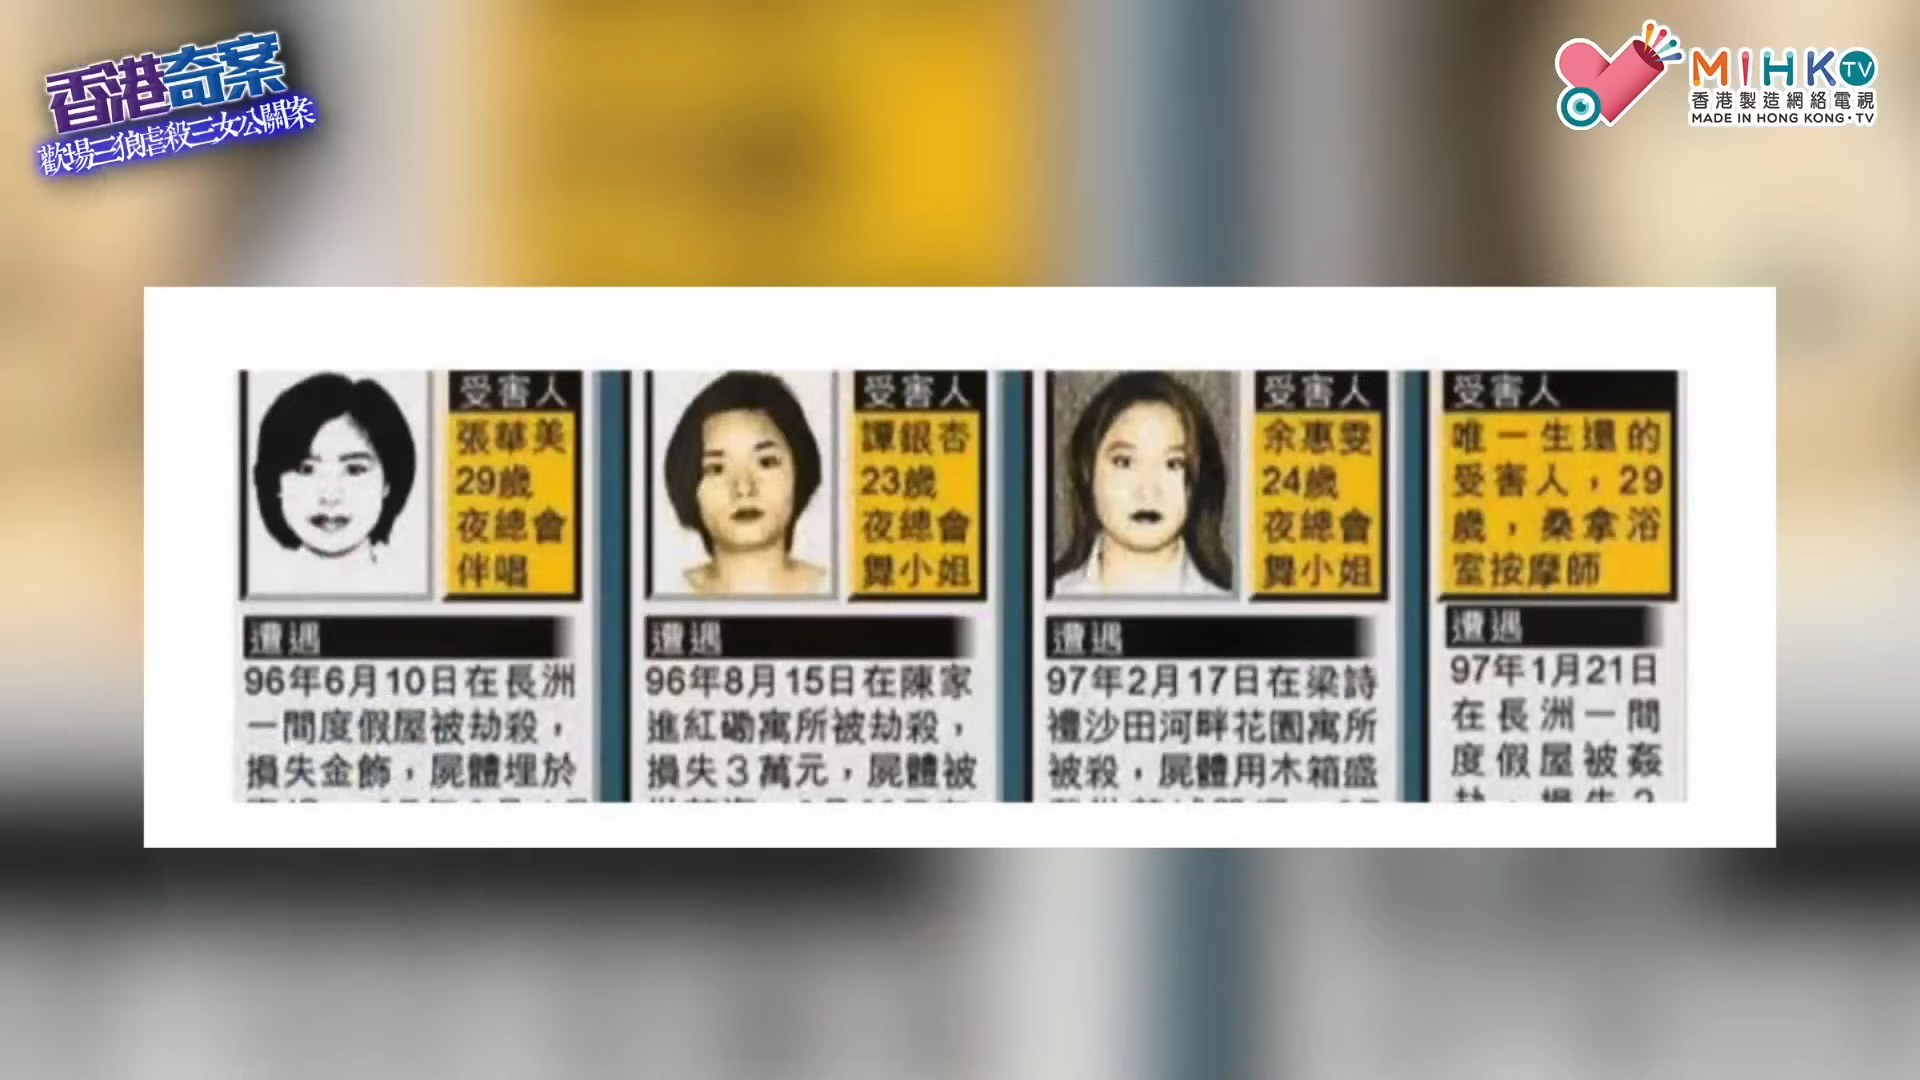 香港奇案
歡場三狼虐殺三女公關案
MIHK TV
香港製造網絡電視
MADE IN HONG KONG・TV
受害人
張華美
29歲
夜總會
伴唱
遭遇
96年6月10日在長洲
一間度假屋被劫殺，
損失金飾，屍體埋於
受害人
譚銀杏
23歲
夜總會
舞小姐
遭遇
96年8月15日在陳家
進紅磡寓所被劫殺，
損失3萬元，屍體被
受害人
余惠雯
24歲
夜總會
舞小姐
遭遇
97年2月17日在梁詩
禮沙田河畔花園寓所
被殺，屍體用木箱盛
受害人
唯一生還的
受害人，29
歲，桑拿浴
室按摩師
遭遇
97年1月21日
在長洲一間
度假屋被姦